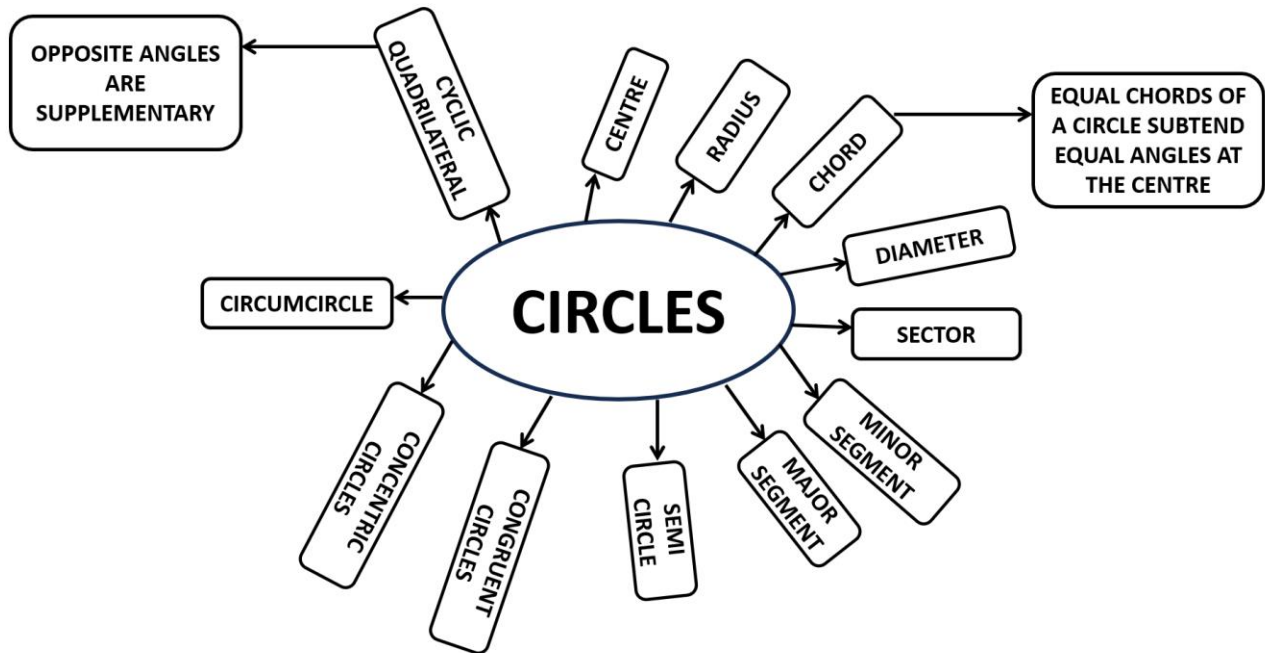 OPPOSITE ANGLES
ARE
SUPPLEMENTARY
CYCLIC
QUADRILATERAL
CENTRE
RADIUS
CHORD
EQUAL CHORDS OF
A CIRCLE SUBTEND
EQUAL ANGLES AT
THE CENTRE
DIAMETER
CIRCUMCIRCLE
CIRCLES
SECTOR
MINOR
SEGMENT
MAJOR
SEGMENT
SEMI
CIRCLE
CONGRUENT
CIRCLES
CONCENTRIC
CIRCLES